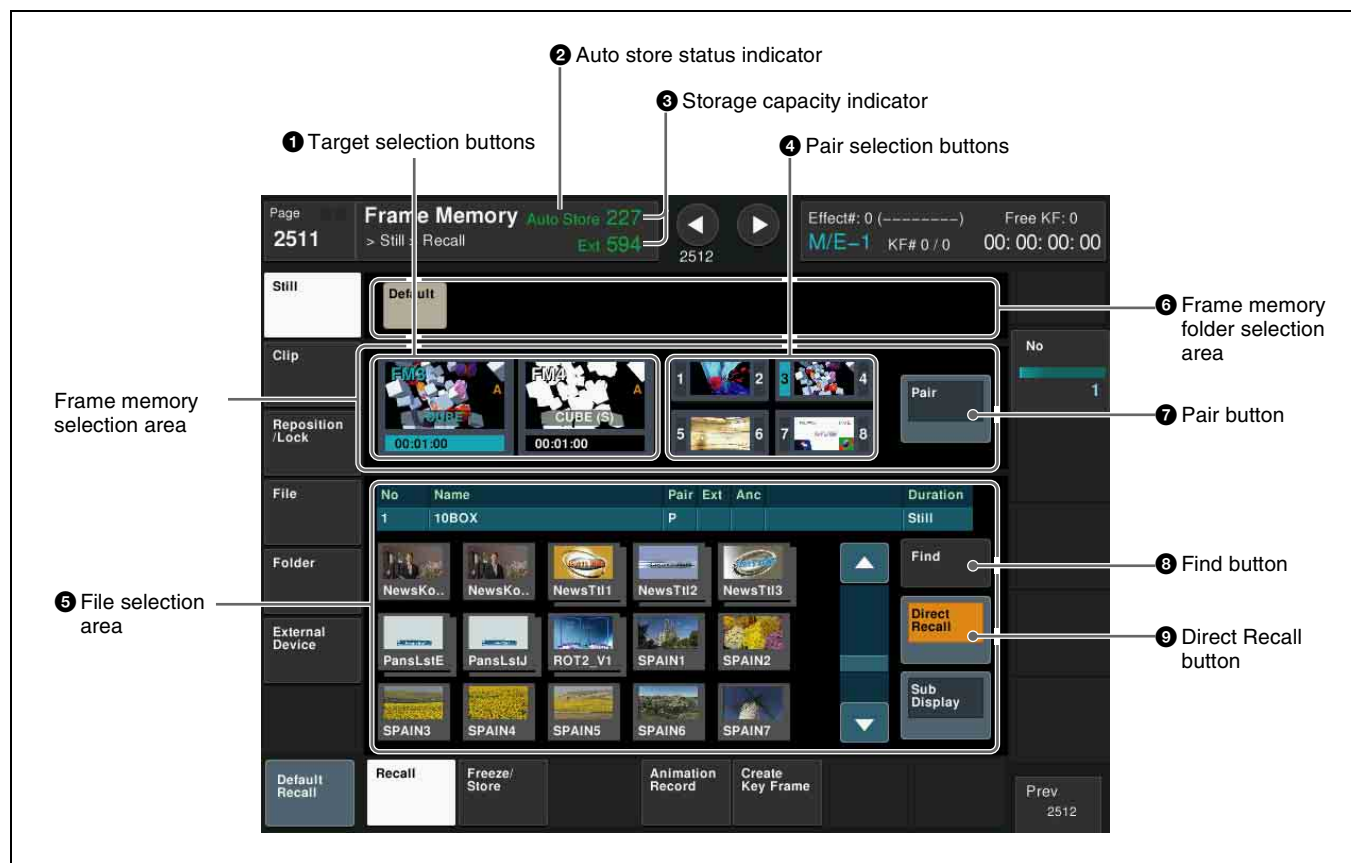 ❷ Auto store status indicator
❸ Storage capacity indicator
❶ Target selection buttons
❹ Pair selection buttons
Page
2511
Frame Memory Auto Store 227
> Still > Recall Ext 594
2512
Effect#: 0 (--------) Free KF: 0
M/E-1 KF# 0 / 0 00: 00: 00: 00
Still
Default
❻ Frame memory
folder selection
area
Clip
No
1
FM3 A
CUBE
00:01:00
FM4 A
CUBE (S)
00:01:00
1 2 3 4
5 6 7 8
Pair
❼ Pair button
Frame memory
selection area
Reposition
/Lock
File
No Name Pair Ext Anc Duration
1 10BOX P Still
Folder
NewsKo.. NewsKo.. NewsTtl1 NewsTtl2 NewsTtl3
Find
❽ Find button
❺ File selection
area
External
Device
PansLstE PansLstJ ROT2_V1 SPAIN1 SPAIN2
Direct
Recall
❾ Direct Recall
button
SPAIN3 SPAIN4 SPAIN5 SPAIN6 SPAIN7
Sub
Display
Default
Recall
Recall
Freeze/
Store
Animation
Record
Create
Key Frame
Prev
2512